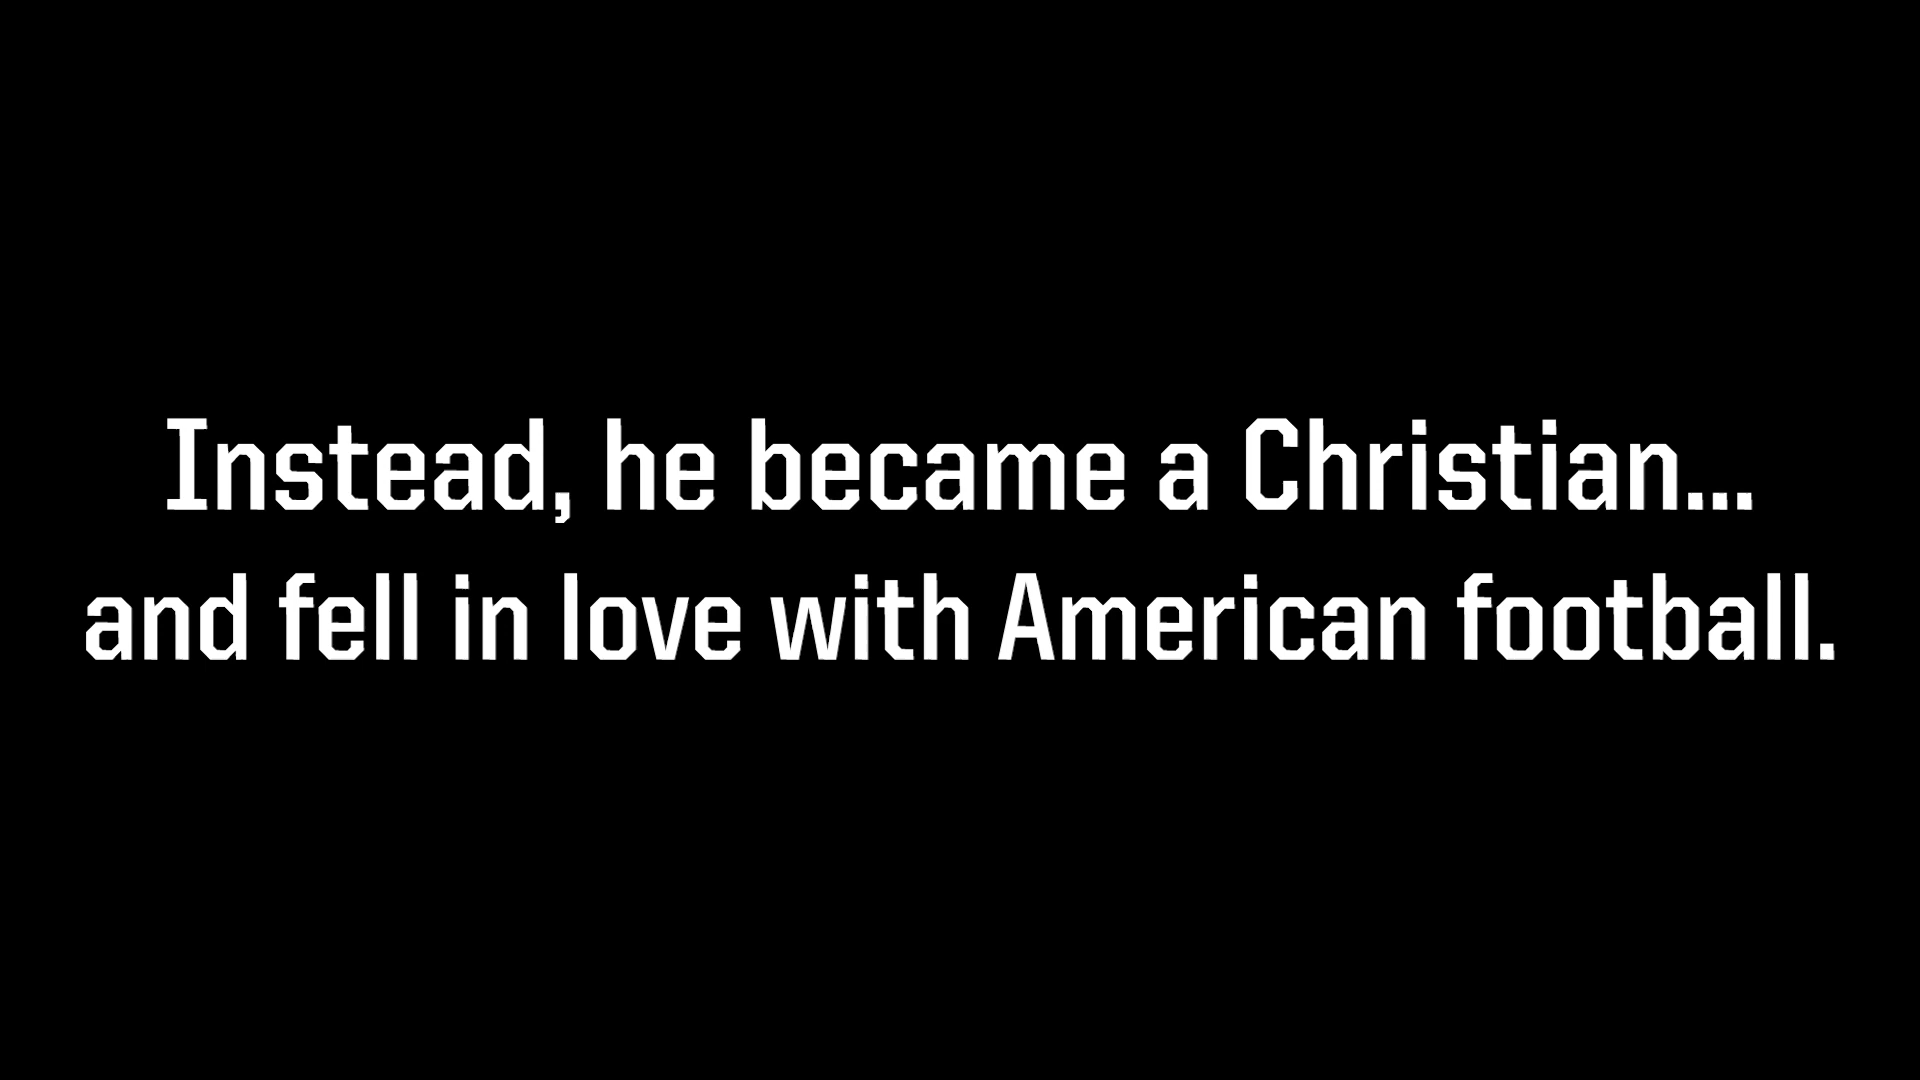 Instead, he became a Christian...
and fell in love with American football.